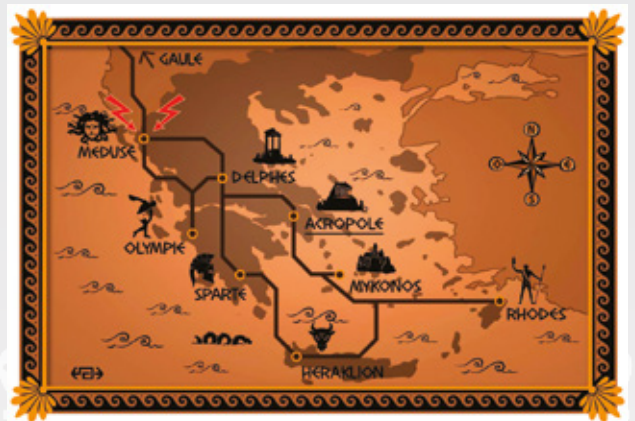 GAULE
MEDUSE
N
O
E
S
DELPHES
ACROPOLE
OLYMPIE
SPARTE
MYKONOS
RHODES
HERAKLION